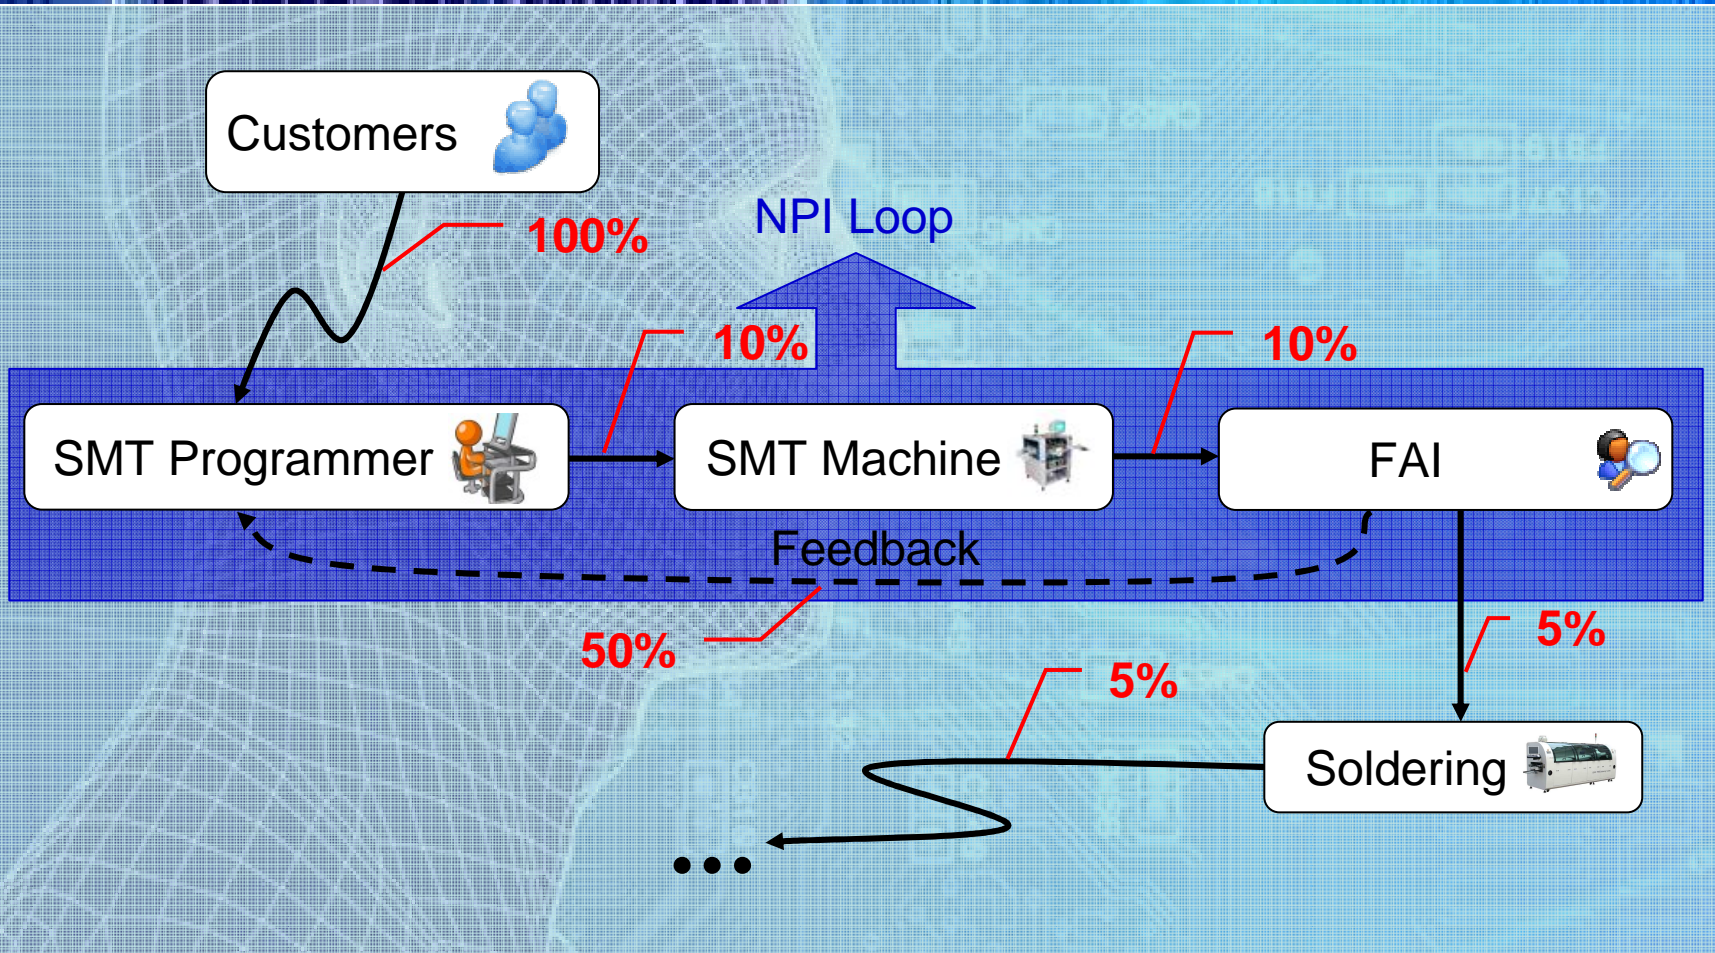 Customers
100%
NPI Loop
10%
10%
SMT Programmer
SMT Machine
FAI
Feedback
50%
5%
5%
Soldering
...